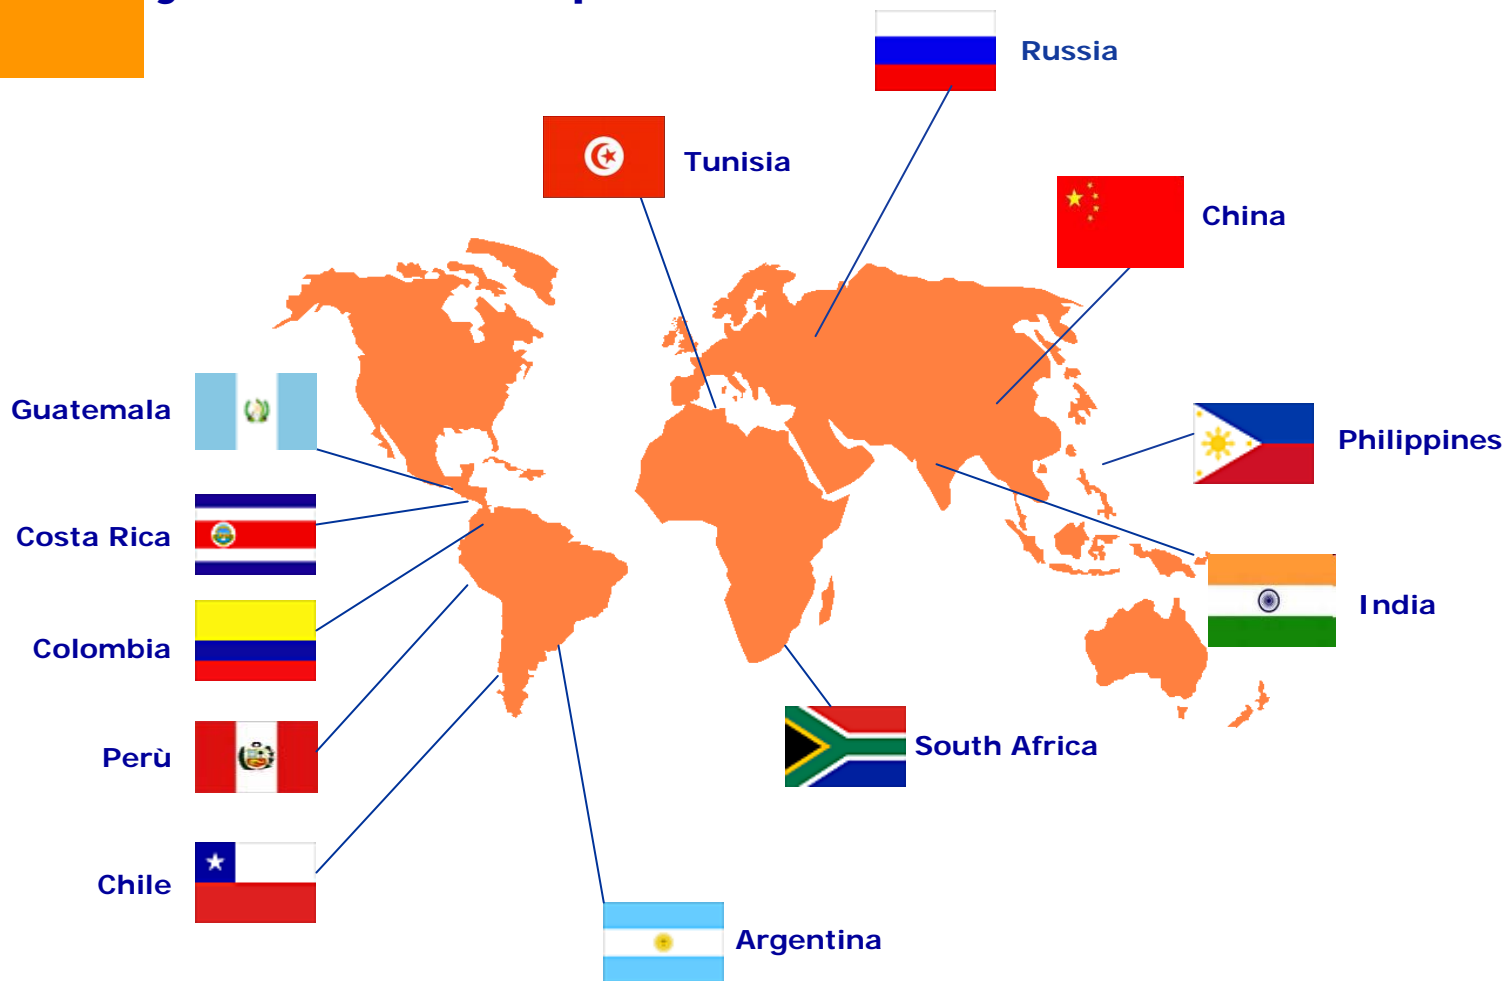 Russia
Tunisia
China
Guatemala
Philippines
Costa Rica
India
Colombia
South Africa
Perù
Chile
Argentina